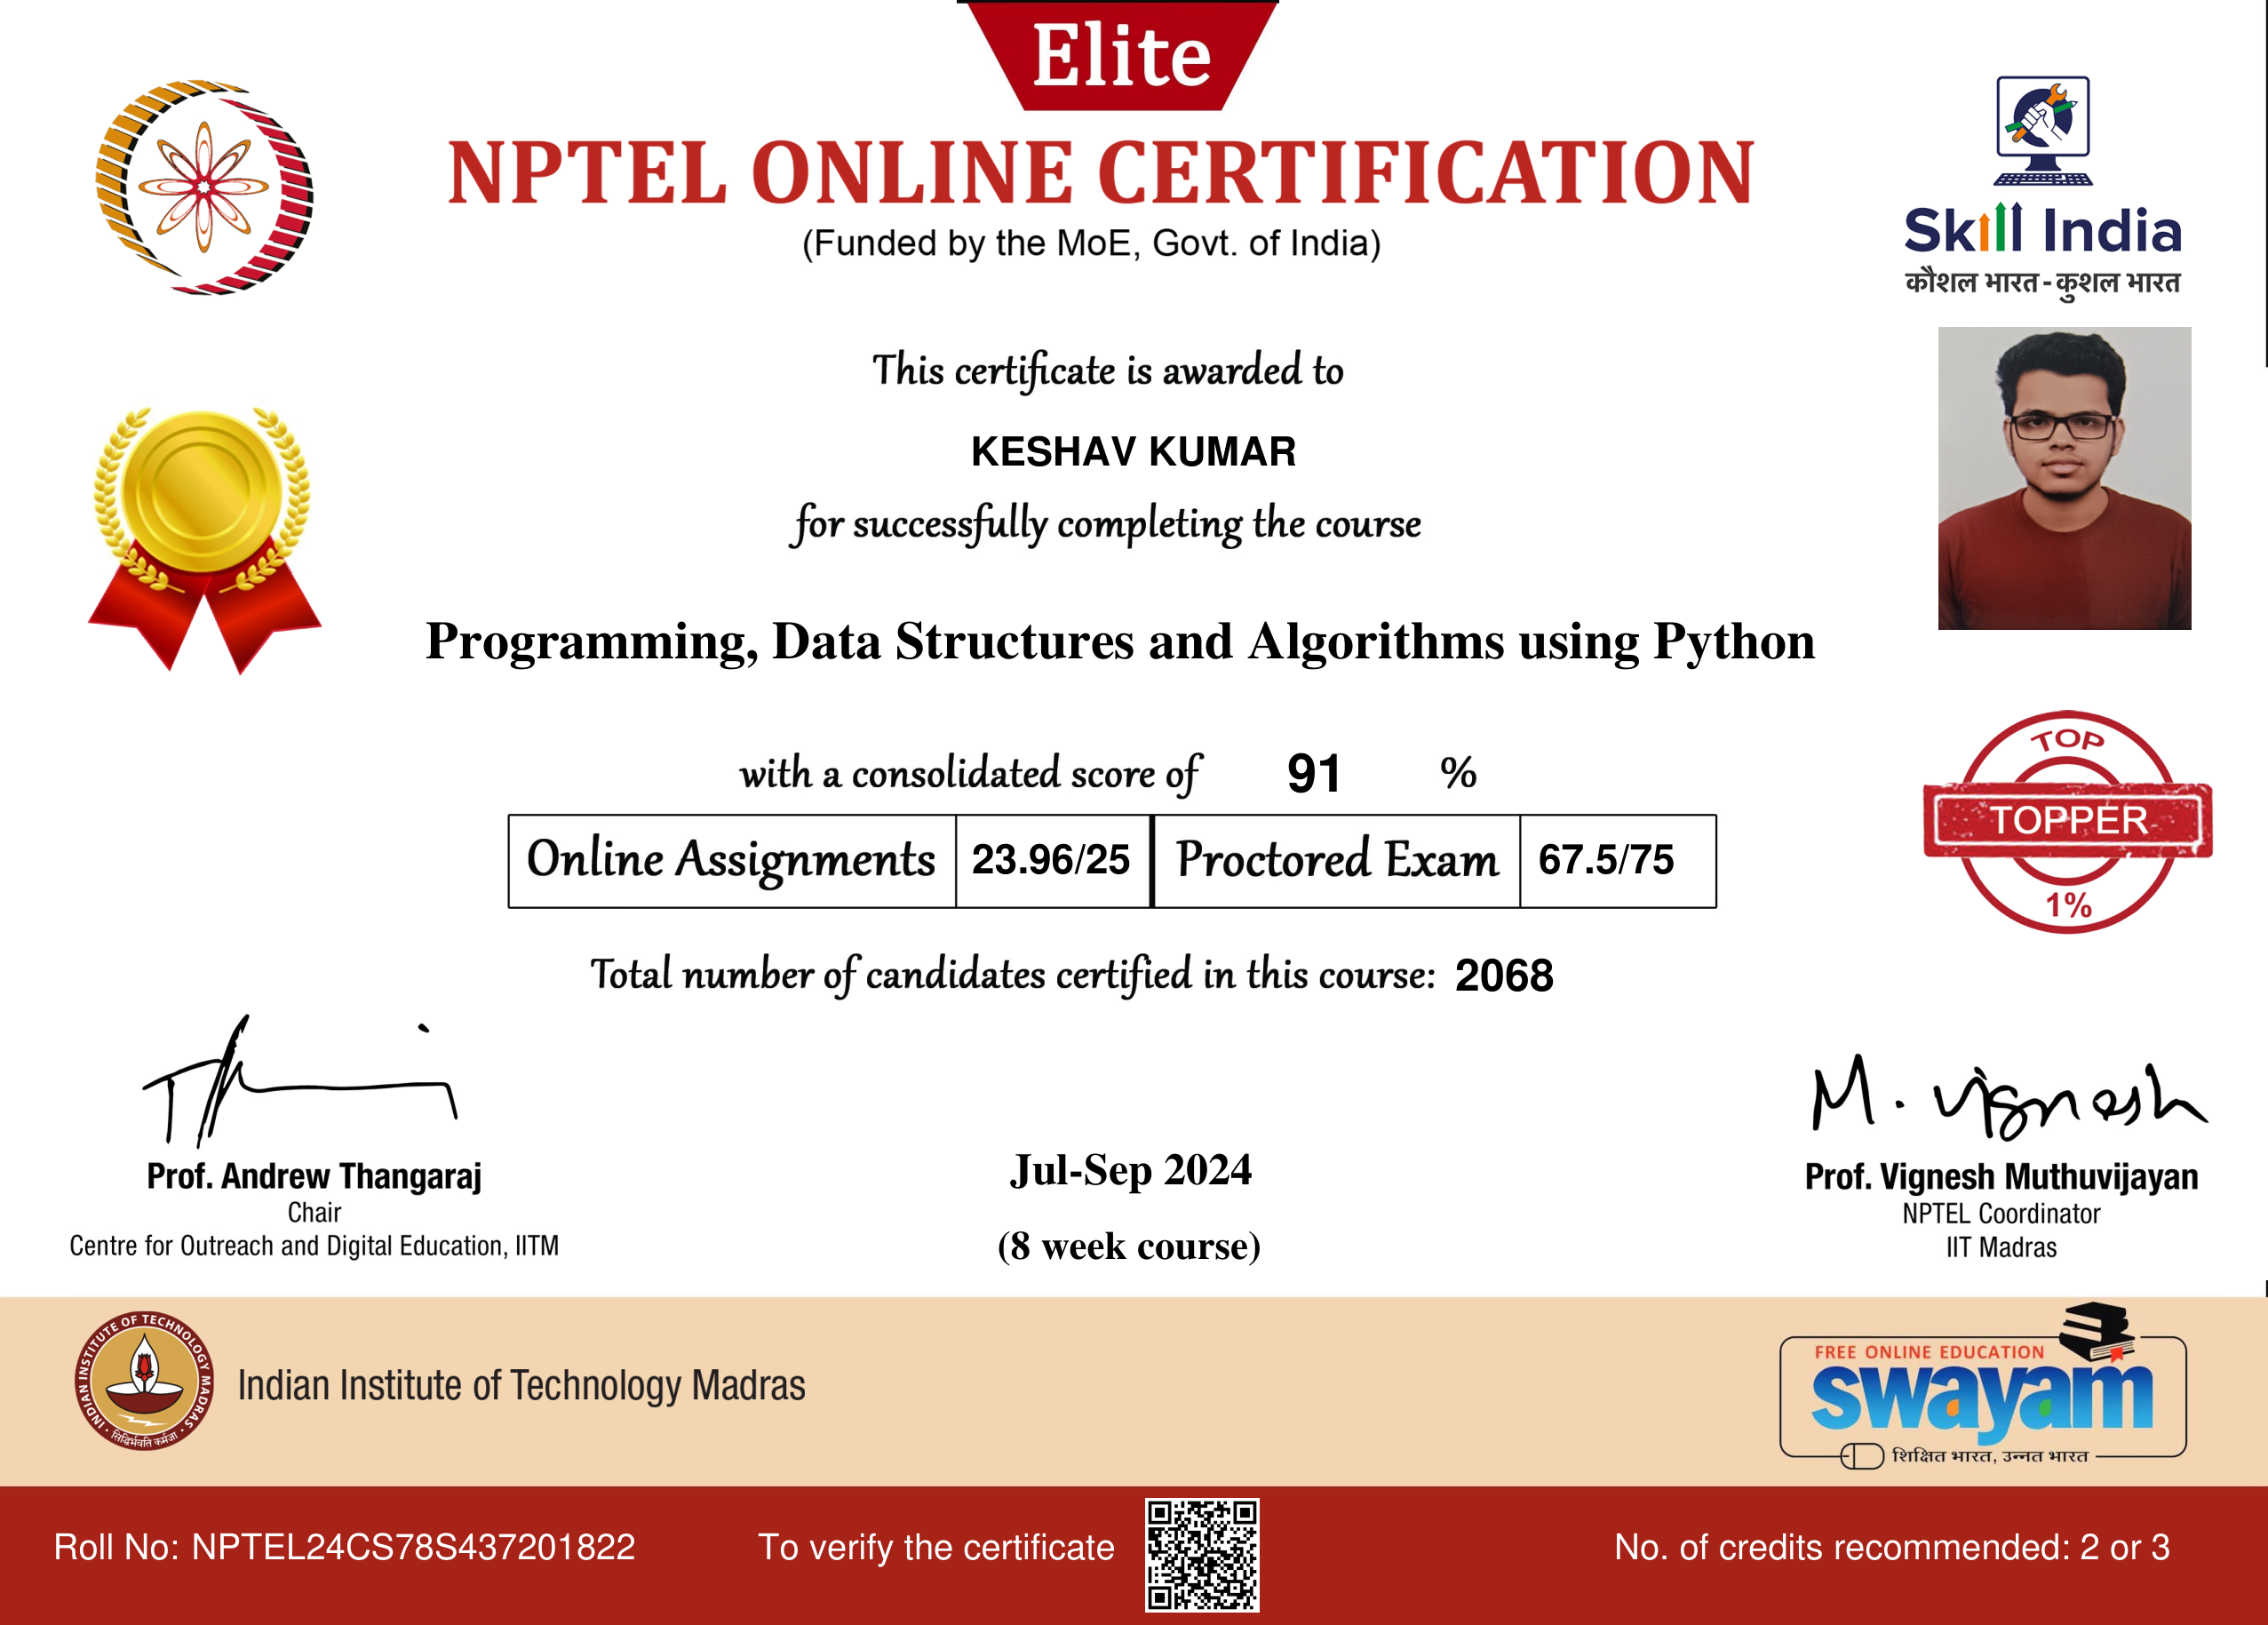 Elite
NPTEL ONLINE CERTIFICATION
(Funded by the MoE, Govt. of India)
Skill India
कौशल भारत - कुशल भारत
This certificate is awarded to
KESHAV KUMAR
for successfully completing the course
Programming, Data Structures and Algorithms using Python
with a consolidated score of 91 %
Online Assignments 23.96/25 Proctored Exam 67.5/75
TOP
TOPPER
1%
Total number of candidates certified in this course: 2068
M. Vignesh
Prof. Andrew Thangaraj
Chair
Centre for Outreach and Digital Education, IITM
Jul-Sep 2024
(8 week course)
Prof. Vignesh Muthuvijayan
NPTEL Coordinator
IIT Madras
INDIAN INSTITUTE OF TECHNOLOGY MADRAS
सिद्धिर्भवति कर्मजा
Indian Institute of Technology Madras
FREE ONLINE EDUCATION
swayam
शिक्षित भारत, उन्नत भारत
Roll No: NPTEL24CS78S437201822
To verify the certificate
No. of credits recommended: 2 or 3